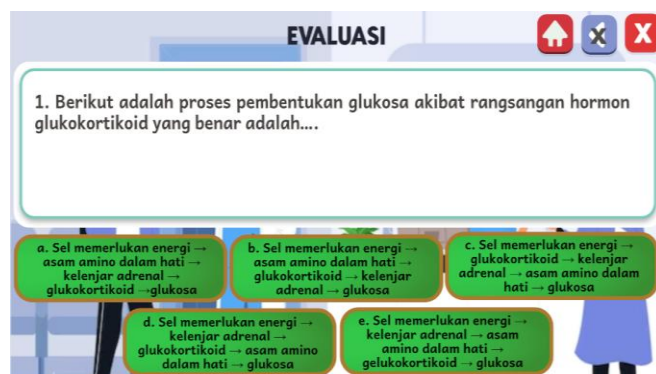 EVALUASI
X
X
1. Berikut adalah proses pembentukan glukosa akibat rangsangan hormon
glukokortikoid yang benar adalah....
a. Sel memerlukan energi →
asam amino dalam hati →
kelenjar adrenal →
glukokortikoid →glukosa
b. Sel memerlukan energi →
asam amino dalam hati →
glukokortikoid → kelenjar
adrenal → glukosa
c. Sel memerlukan energi →
glukokortikoid → kelenjar
adrenal → asam amino dalam
hati → glukosa
d. Sel memerlukan energi →
kelenjar adrenal →
glukokortikoid → asam amino
dalam hati → glukosa
e. Sel memerlukan energi →
kelenjar adrenal → asam
amino dalam hati →
gelukokortikoid → glukosa